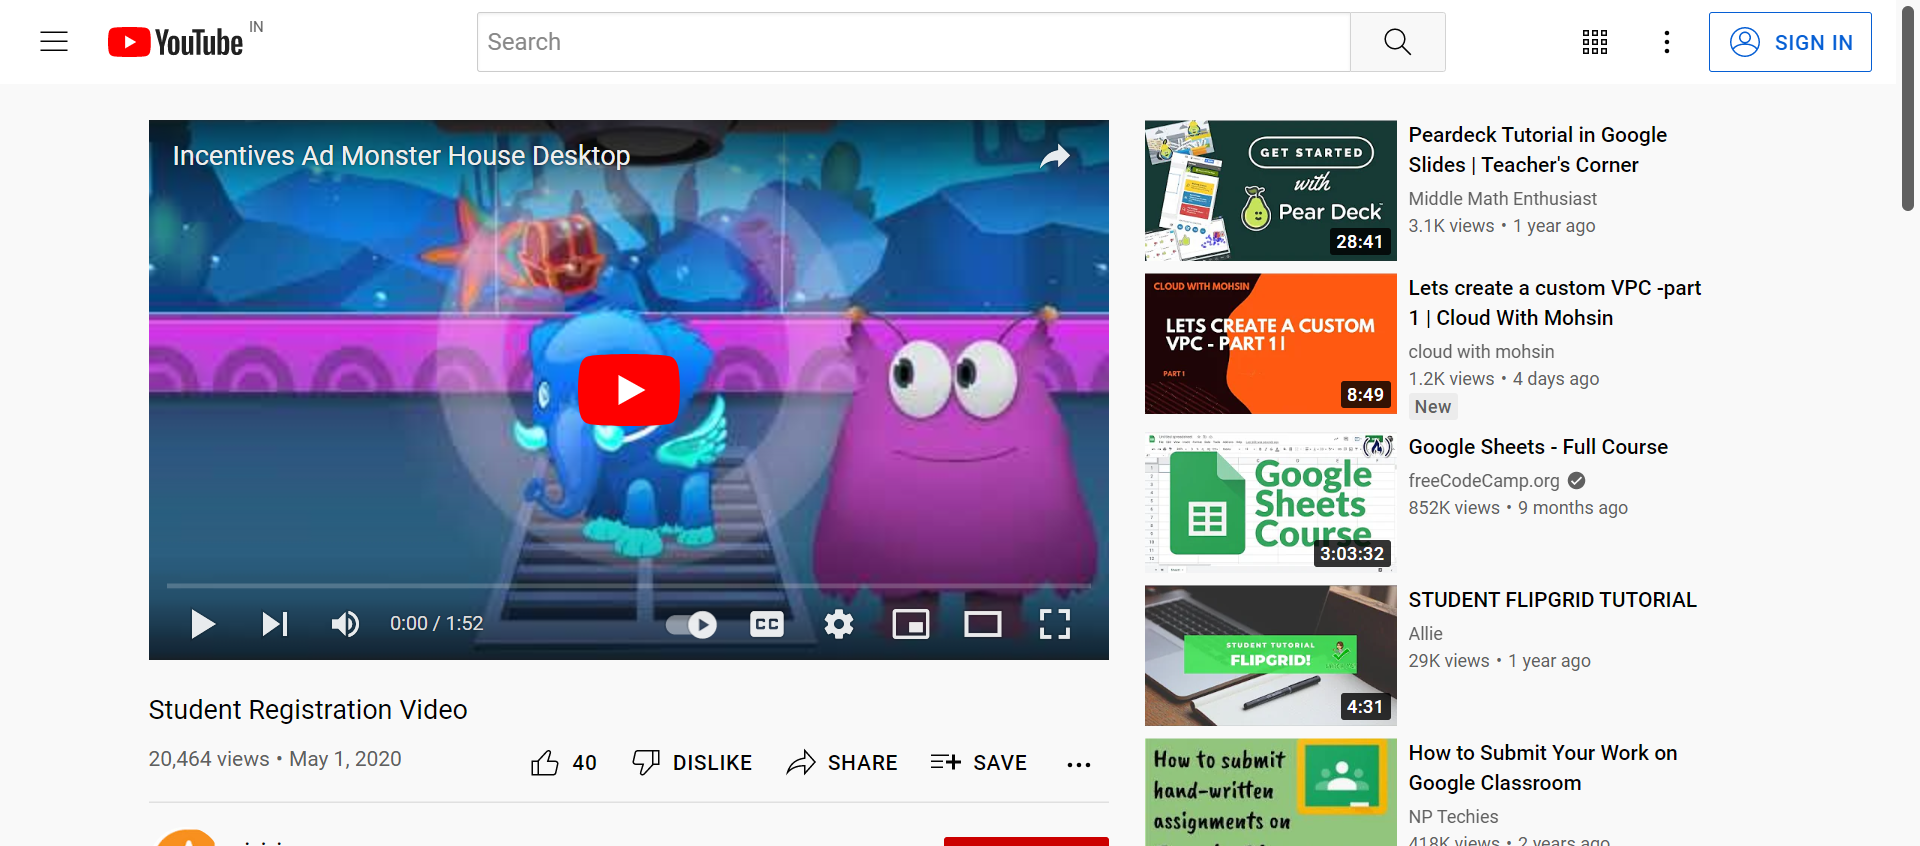 YouTube IN
Search
SIGN IN
Incentives Ad Monster House Desktop
0:00 / 1:52
CC
Student Registration Video
20,464 views • May 1, 2020
40
DISLIKE
SHARE
SAVE
GET STARTED
with
Pear Deck
28:41
Peardeck Tutorial in Google
Slides | Teacher's Corner
Middle Math Enthusiast
3.1K views • 1 year ago
CLOUD WITH MOHSIN
LETS CREATE A CUSTOM
VPC - PART 1 |
PART 1
8:49
Lets create a custom VPC -part
1 | Cloud With Mohsin
cloud with mohsin
1.2K views • 4 days ago
New
Google
Sheets
Course
3:03:32
Google Sheets - Full Course
freeCodeCamp.org
852K views • 9 months ago
STUDENT TUTORIAL
FLIPGRID!
4:31
STUDENT FLIPGRID TUTORIAL
Allie
29K views • 1 year ago
How to submit
hand-written
assignments on
How to Submit Your Work on
Google Classroom
NP Techies
418K views • 2 years ago